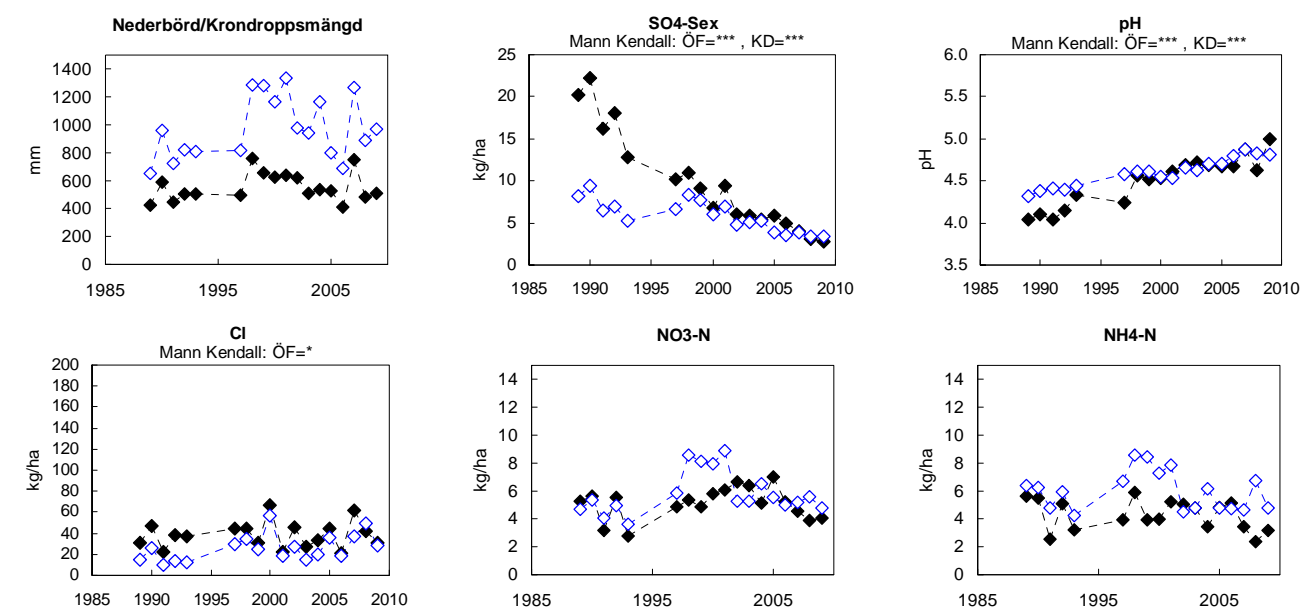 Nederbörd/Krondroppsmängd
mm
1400
1200
1000
800
600
400
200
0
1985 1995 2005
SO4-Sex
Mann Kendall: ÖF=*** , KD=***
kg/ha
25
20
15
10
5
0
1985 1990 1995 2000 2005 2010
pH
Mann Kendall: ÖF=*** , KD=***
pH
6.0
5.5
5.0
4.5
4.0
3.5
1985 1990 1995 2000 2005 2010
Cl
Mann Kendall: ÖF=*
kg/ha
200
180
160
140
120
100
80
60
40
20
0
1985 1990 1995 2000 2005 2010
NO3-N
kg/ha
14
12
10
8
6
4
2
0
1985 1995 2005
NH4-N
kg/ha
14
12
10
8
6
4
2
0
1985 1995 2005